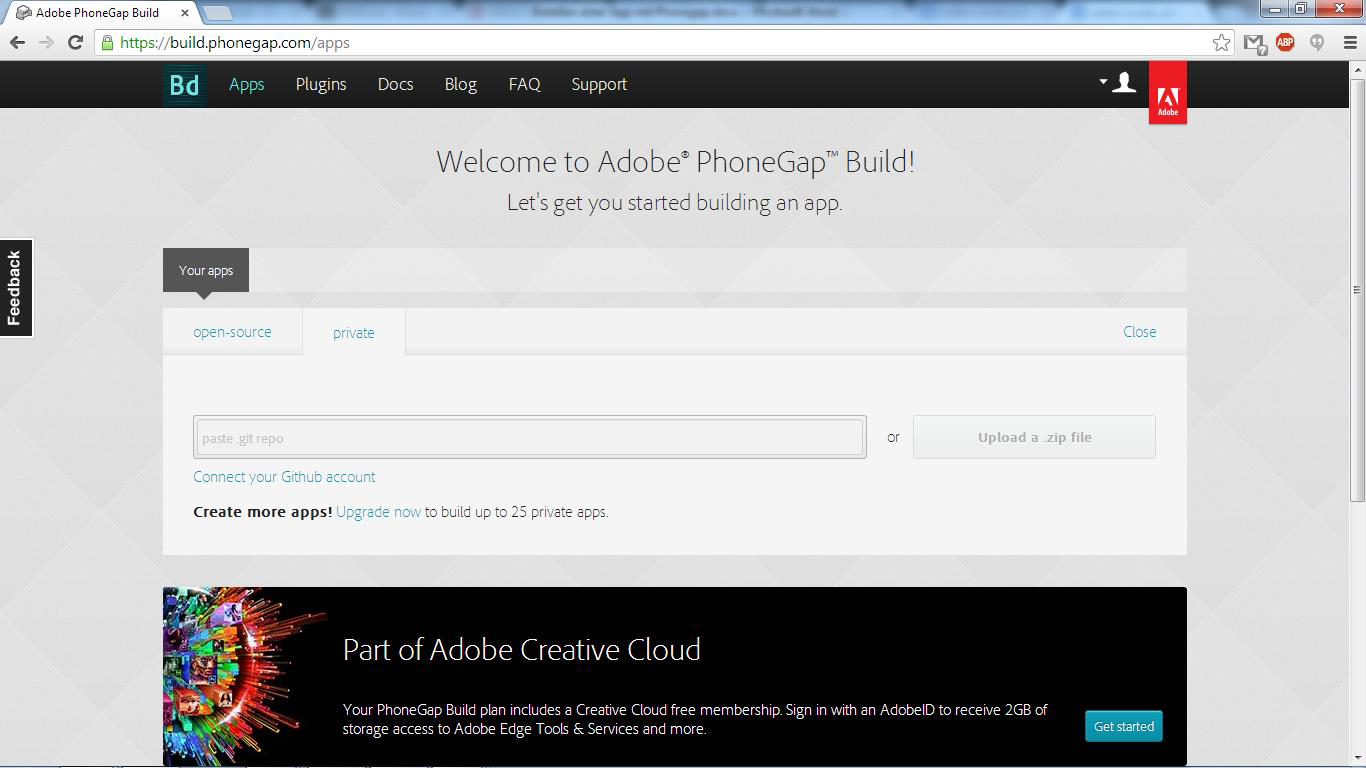 Adobe PhoneGap Build
https://build.phonegap.com/apps
ABP
Bd Apps Plugins Docs Blog FAQ Support
Adobe
Welcome to Adobe® PhoneGap™ Build!
Let's get you started building an app.
Feedback
Your apps
open-source private Close
paste .git repo or Upload a .zip file
Connect your Github account
Create more apps! Upgrade now to build up to 25 private apps.
Part of Adobe Creative Cloud
Your PhoneGap Build plan includes a Creative Cloud free membership. Sign in with an AdobeID to receive 2GB of
storage access to Adobe Edge Tools & Services and more.
Get started